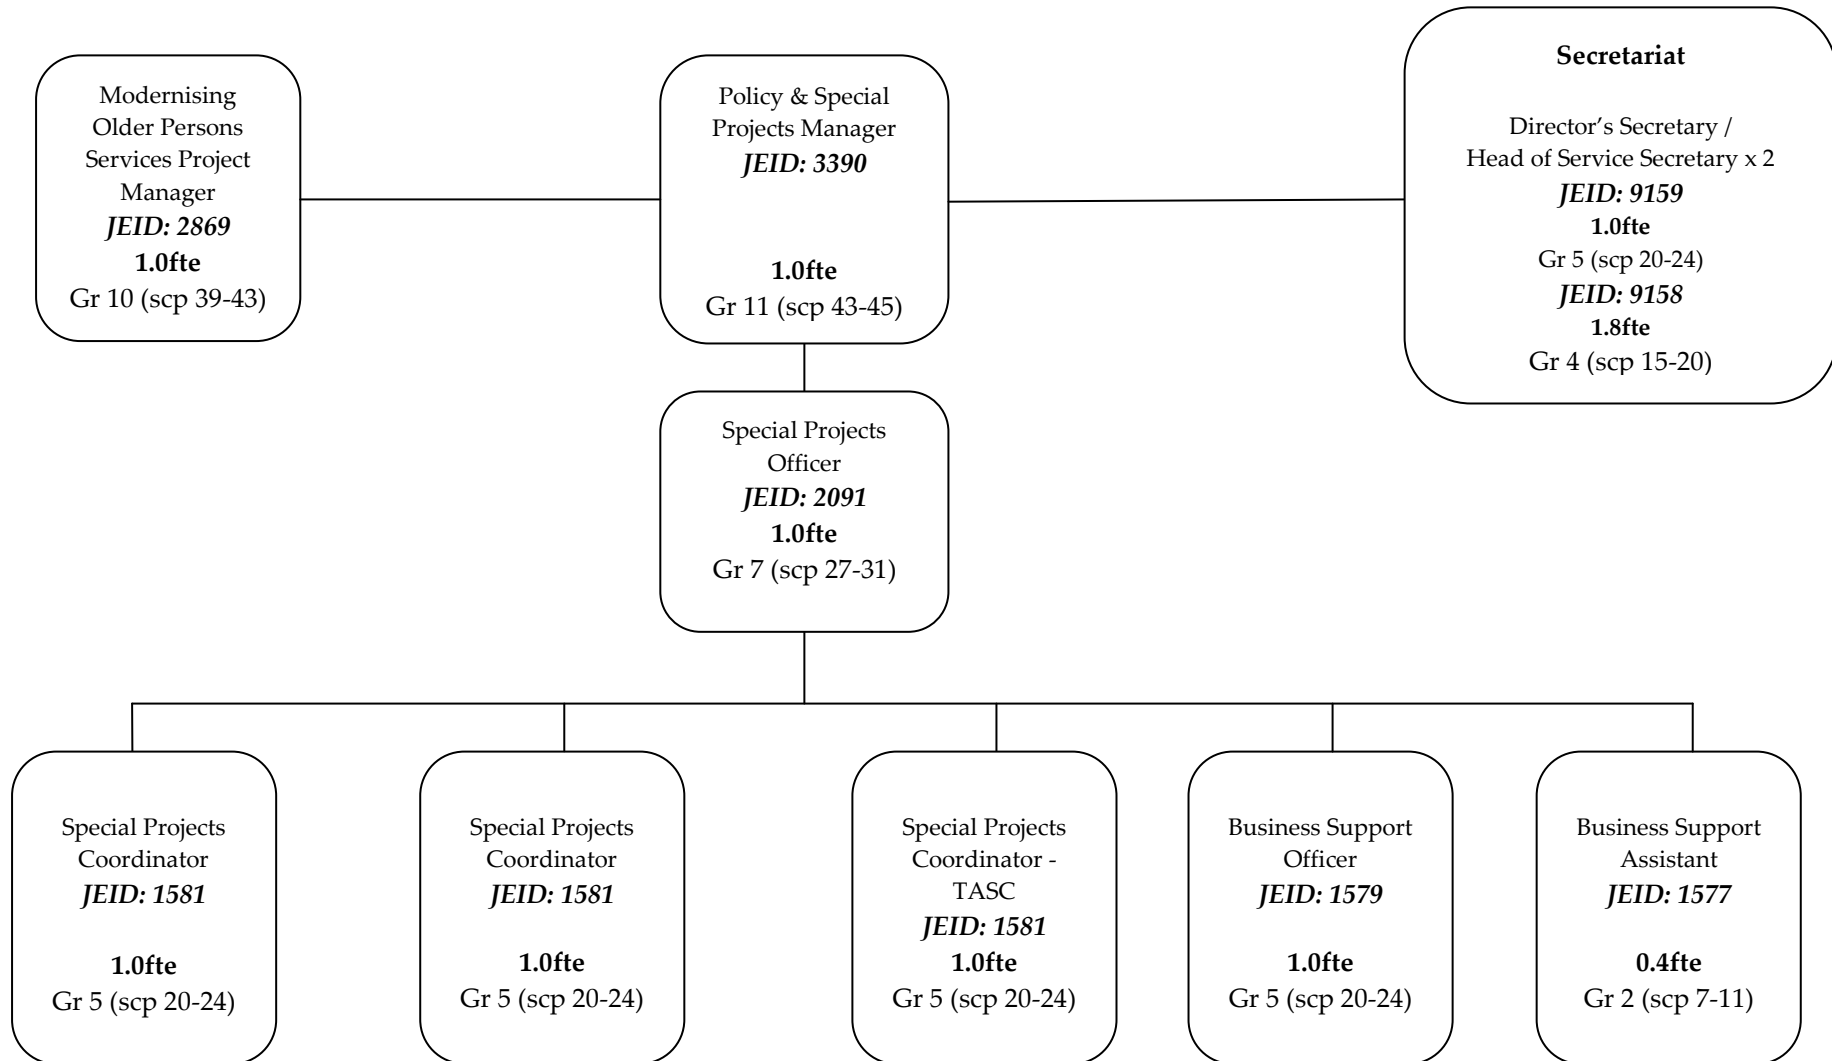 Modernising
Older Persons
Services Project
Manager
JEID: 2869
1.0fte
Gr 10 (scp 39-43)
Policy & Special
Projects Manager
JEID: 3390
1.0fte
Gr 11 (scp 43-45)
Secretariat
Director’s Secretary /
Head of Service Secretary x 2
JEID: 9159
1.0fte
Gr 5 (scp 20-24)
JEID: 9158
1.8fte
Gr 4 (scp 15-20)
Special Projects
Officer
JEID: 2091
1.0fte
Gr 7 (scp 27-31)
Special Projects
Coordinator
JEID: 1581
1.0fte
Gr 5 (scp 20-24)
Special Projects
Coordinator
JEID: 1581
1.0fte
Gr 5 (scp 20-24)
Special Projects
Coordinator -
TASC
JEID: 1581
1.0fte
Gr 5 (scp 20-24)
Business Support
Officer
JEID: 1579
1.0fte
Gr 5 (scp 20-24)
Business Support
Assistant
JEID: 1577
0.4fte
Gr 2 (scp 7-11)